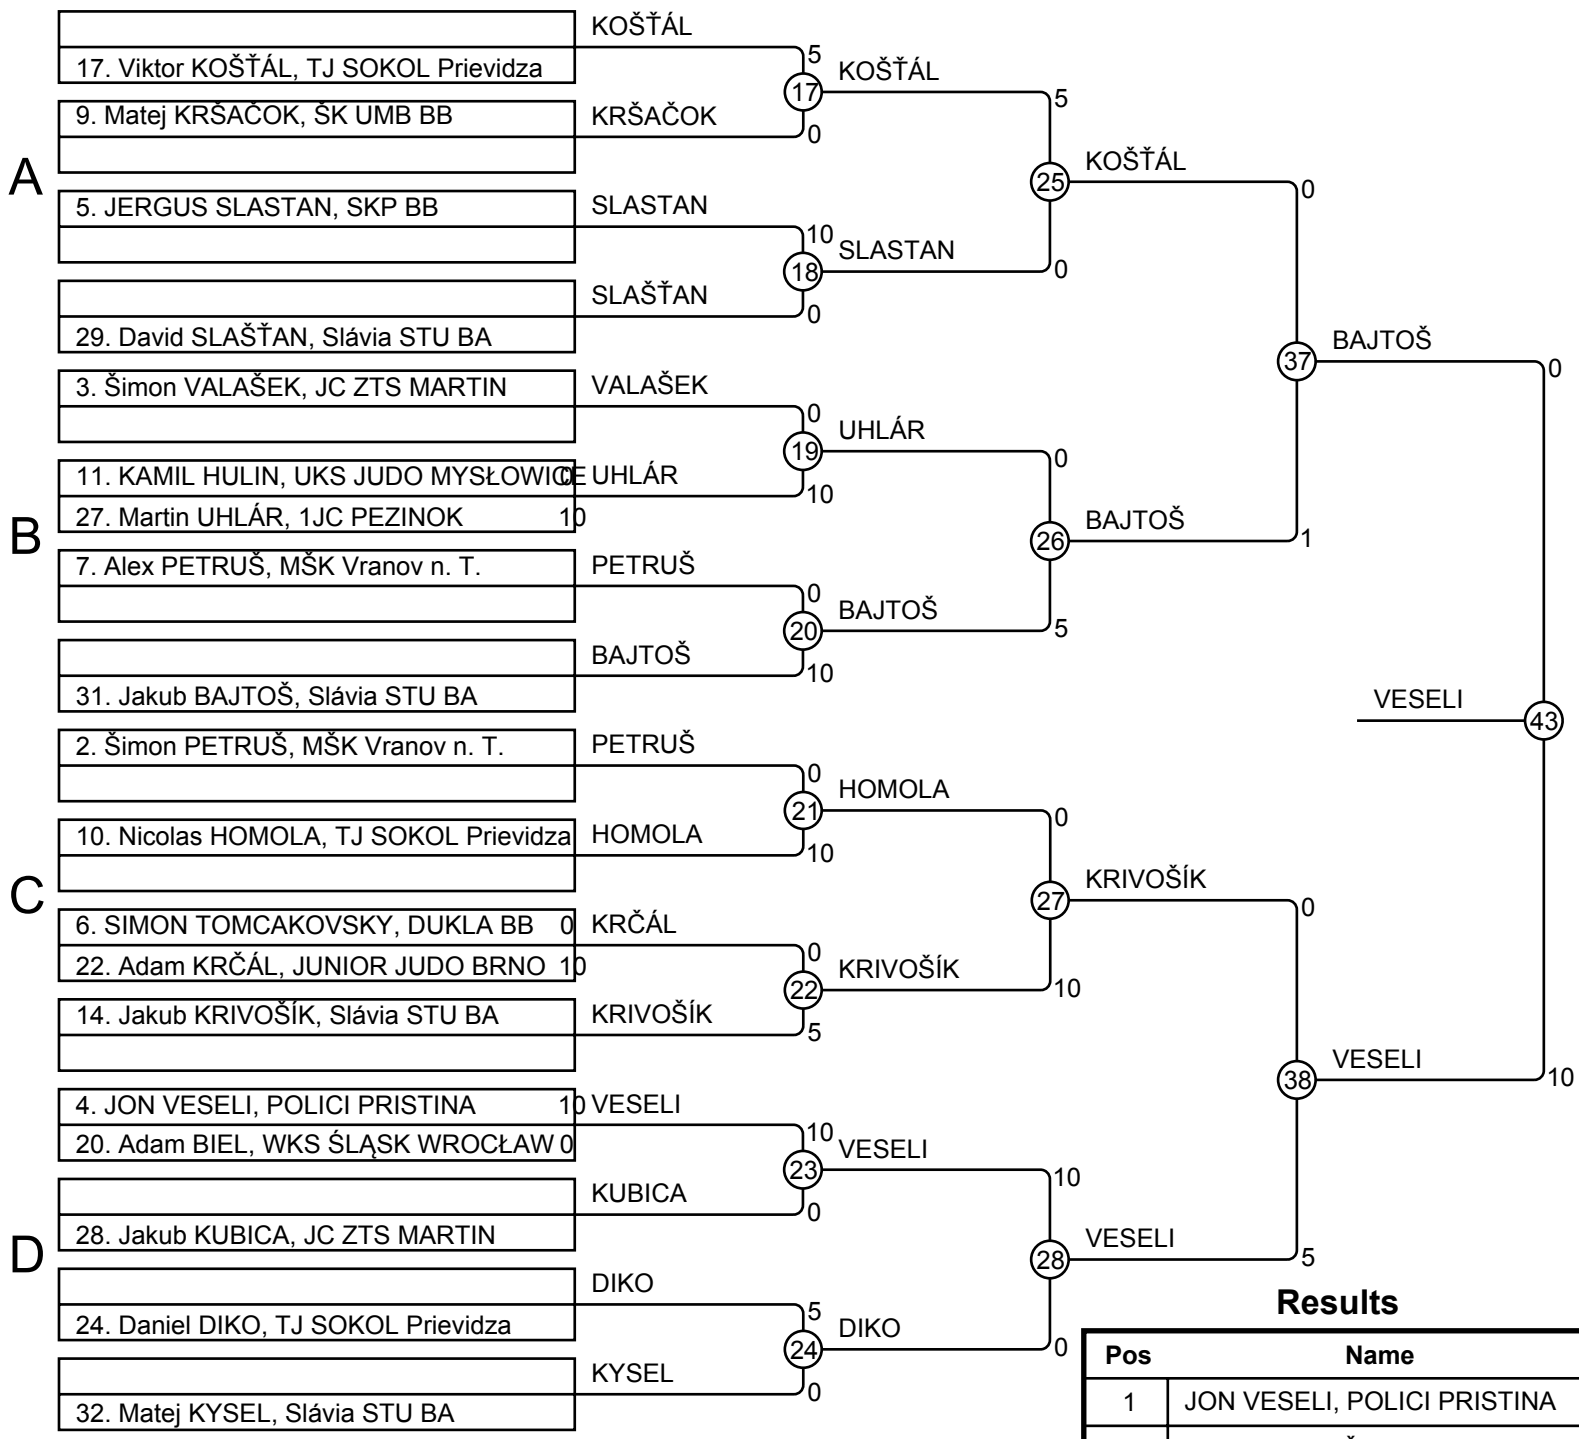 A
17. Viktor KOŠŤÁL, TJ SOKOL Prievidza
9. Matej KRŠAČOK, ŠK UMB BB
5. JERGUS SLASTAN, SKP BB
29. David SLAŠŤAN, Slávia STU BA
B
3. Šimon VALAŠEK, JC ZTS MARTIN
11. KAMIL HULIN, UKS JUDO MYSŁOWICE 0
27. Martin UHLÁR, 1JC PEZINOK 10
7. Alex PETRUŠ, MŠK Vranov n. T.
31. Jakub BAJTOŠ, Slávia STU BA
C
2. Šimon PETRUŠ, MŠK Vranov n. T.
10. Nicolas HOMOLA, TJ SOKOL Prievidza
6. SIMON TOMCAKOVSKY, DUKLA BB 0
22. Adam KRČÁL, JUNIOR JUDO BRNO 10
14. Jakub KRIVOŠÍK, Slávia STU BA
D
4. JON VESELI, POLICI PRISTINA 10
20. Adam BIEL, WKS ŚLĄSK WROCŁAW 0
28. Jakub KUBICA, JC ZTS MARTIN
24. Daniel DIKO, TJ SOKOL Prievidza
32. Matej KYSEL, Slávia STU BA
KOŠŤÁL 5
17
KRŠAČOK 0
SLASTAN 10
18
SLAŠŤAN 0
VALAŠEK 0
19
UHLÁR 10
PETRUŠ 0
20
BAJTOŠ 10
PETRUŠ 0
21
HOMOLA 10
KRČÁL 0
22
KRIVOŠÍK 5
VESELI 10
23
KUBICA 0
DIKO 5
24
KYSEL 0
KOŠŤÁL 5
25
SLASTAN 0
UHLÁR 0
26
BAJTOŠ 5
HOMOLA 0
27
KRIVOŠÍK 10
VESELI 10
28
DIKO 0
KOŠŤÁL 0
37
BAJTOŠ 1
KRIVOŠÍK 0
38
VESELI 5
BAJTOŠ 0
43
VESELI 10
VESELI
Results
Pos Name
1 JON VESELI, POLICI PRISTINA